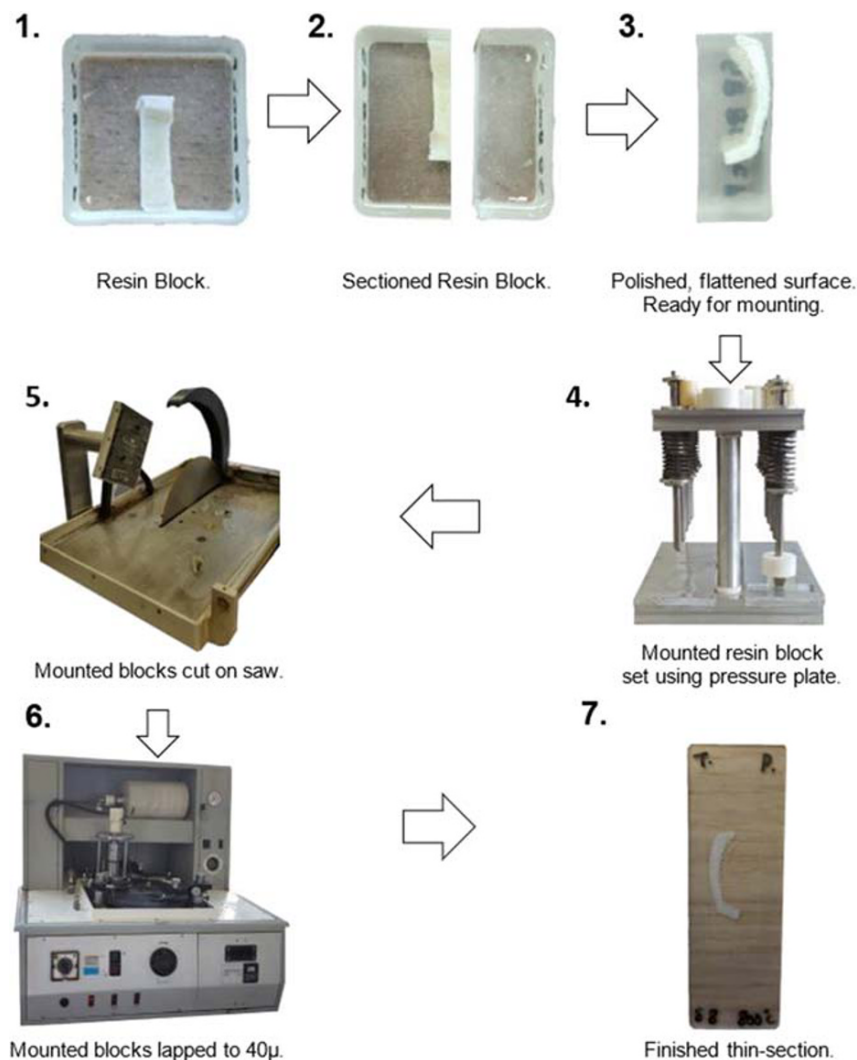 1.
2.
3.
Resin Block.
Sectioned Resin Block.
Polished, flattened surface.
Ready for mounting.
5.
4.
Mounted blocks cut on saw.
Mounted resin block
set using pressure plate.
6.
7.
T. P.
Mounted blocks lapped to 40µ.
Finished thin-section.